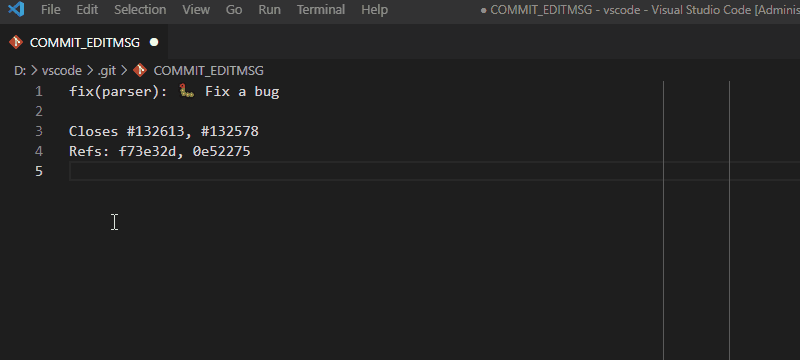 File Edit Selection View Go Run Terminal Help ● COMMIT_EDITMSG - vscode - Visual Studio Code [Adminis
COMMIT_EDITMSG ●
D: > vscode > .git > COMMIT_EDITMSG
1 fix(parser): 🐛 Fix a bug
2
3 Closes #132613, #132578
4 Refs: f73e32d, 0e52275
5